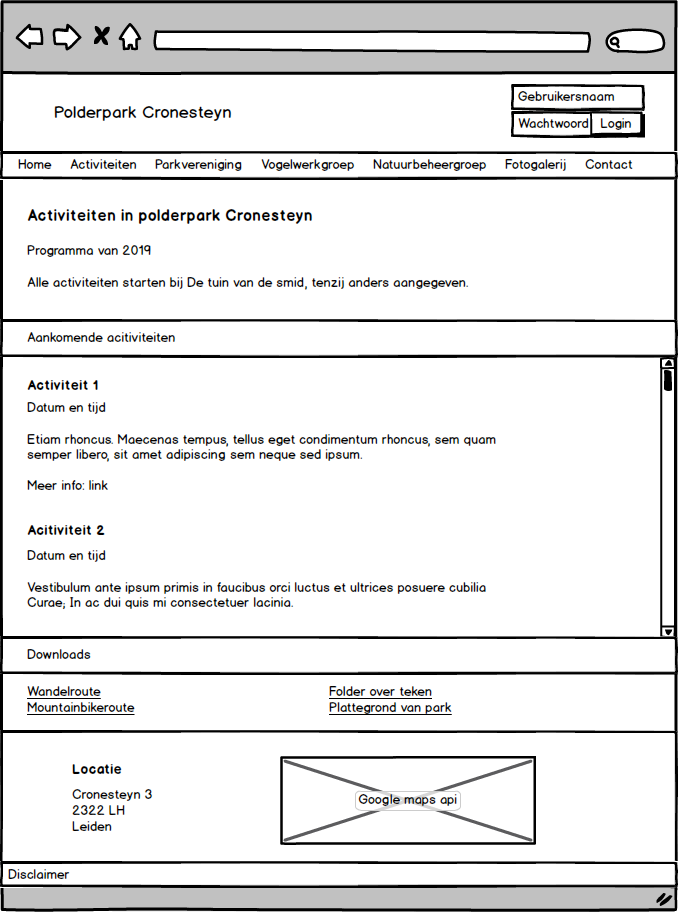 Polderpark Cronesteyn
Gebruikersnaam
Wachtwoord Login
Home Activiteiten Parkvereniging Vogelwerkgroep Natuurbeheergroep Fotogalerij Contact
Activiteiten in polderpark Cronesteyn
Programma van 2019
Alle activiteiten starten bij De tuin van de smid, tenzij anders aangegeven.
Aankomende acitiviteiten
Activiteit 1
Datum en tijd
Etiam rhoncus. Maecenas tempus, tellus eget condimentum rhoncus, sem quam
semper libero, sit amet adipiscing sem neque sed ipsum.
Meer info: link
Acitiviteit 2
Datum en tijd
Vestibulum ante ipsum primis in faucibus orci luctus et ultrices posuere cubilia
Curae; In ac dui quis mi consectetuer lacinia.
Downloads
Wandelroute
Mountainbikeroute
Folder over teken
Plattegrond van park
Locatie
Cronesteyn 3
2322 LH
Leiden
Google maps api
Disclaimer